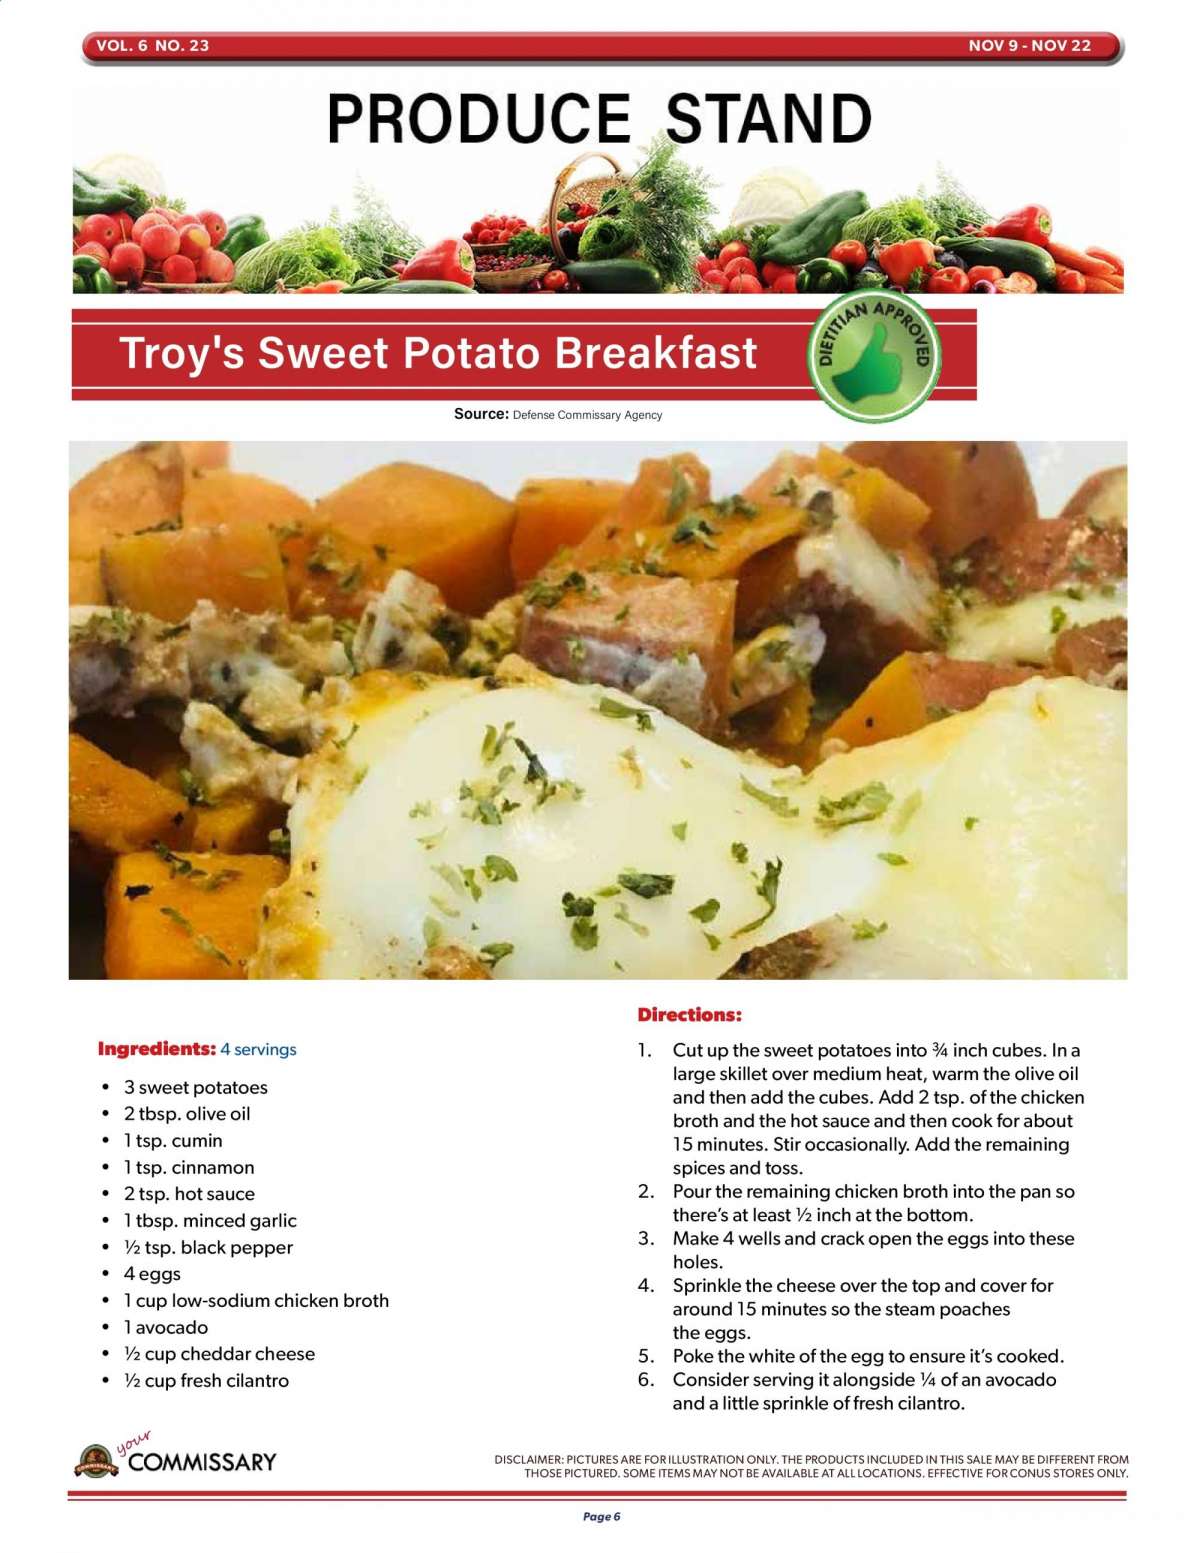 VOL. 6 NO. 23
NOV 9 - NOV 22
PRODUCE STAND
Troy's Sweet Potato Breakfast
DIETITIAN APPROVED
Source: Defense Commissary Agency
Ingredients: 4 servings
• 3 sweet potatoes
• 2 tbsp. olive oil
• 1 tsp. cumin
• 1 tsp. cinnamon
• 2 tsp. hot sauce
• 1 tbsp. minced garlic
• ½ tsp. black pepper
• 4 eggs
• 1 cup low-sodium chicken broth
• 1 avocado
• ½ cup cheddar cheese
• ½ cup fresh cilantro
Directions:
1. Cut up the sweet potatoes into ¾ inch cubes. In a
large skillet over medium heat, warm the olive oil
and then add the cubes. Add 2 tsp. of the chicken
broth and the hot sauce and then cook for about
15 minutes. Stir occasionally. Add the remaining
spices and toss.
2. Pour the remaining chicken broth into the pan so
there's at least ½ inch at the bottom.
3. Make 4 wells and crack open the eggs into these
holes.
4. Sprinkle the cheese over the top and cover for
around 15 minutes so the steam poaches
the eggs.
5. Poke the white of the egg to ensure it's cooked.
6. Consider serving it alongside ¼ of an avocado
and a little sprinkle of fresh cilantro.
your
COMMISSARY
COMMISSARY
DISCLAIMER: PICTURES ARE FOR ILLUSTRATION ONLY. THE PRODUCTS INCLUDED IN THIS SALE MAY BE DIFFERENT FROM
THOSE PICTURED. SOME ITEMS MAY NOT BE AVAILABLE AT ALL LOCATIONS. EFFECTIVE FOR CONUS STORES ONLY.
Page 6